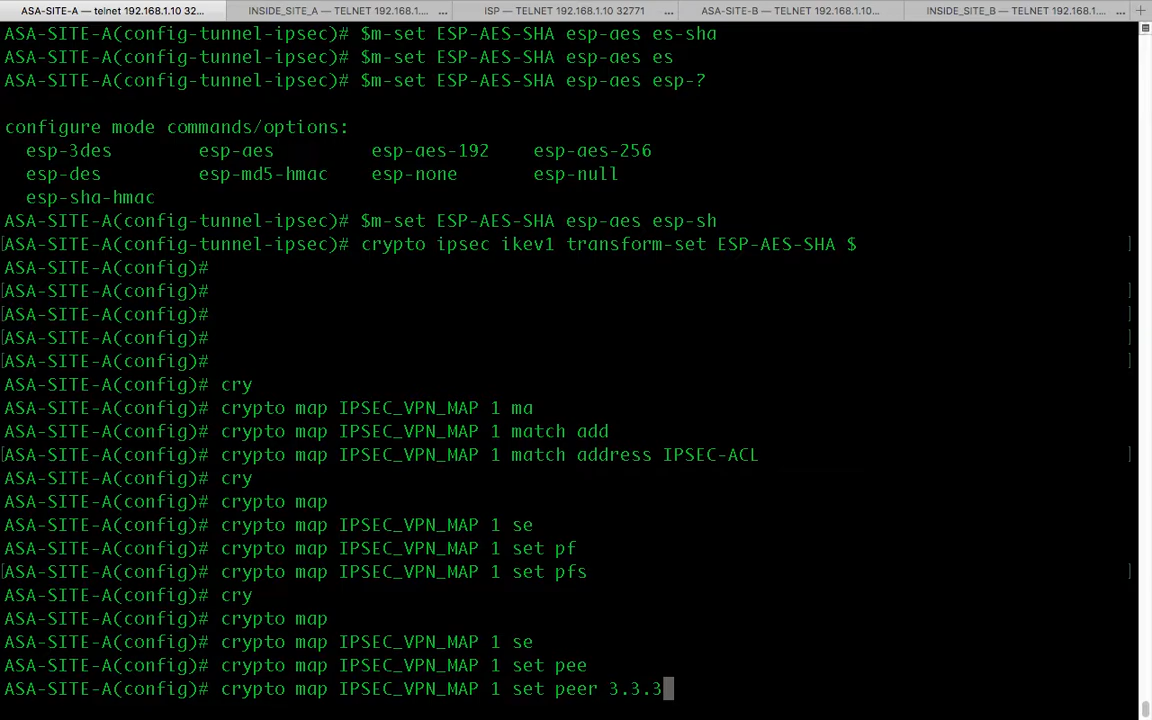 ASA-SITE-A — telnet 192.168.1.10 32... INSIDE_SITE_A — TELNET 192.168.1.... ... ISP — TELNET 192.168.1.10 32771 ... ASA-SITE-B — TELNET 192.168.1.10... INSIDE_SITE_B — TELNET 192.168.1.... ... +
ASA-SITE-A(config-tunnel-ipsec)# $m-set ESP-AES-SHA esp-aes es-sha
ASA-SITE-A(config-tunnel-ipsec)# $m-set ESP-AES-SHA esp-aes es
ASA-SITE-A(config-tunnel-ipsec)# $m-set ESP-AES-SHA esp-aes esp-?
configure mode commands/options:
esp-3des esp-aes esp-aes-192 esp-aes-256
esp-des esp-md5-hmac esp-none esp-null
esp-sha-hmac
ASA-SITE-A(config-tunnel-ipsec)# $m-set ESP-AES-SHA esp-aes esp-sh
[ASA-SITE-A(config-tunnel-ipsec)# crypto ipsec ikev1 transform-set ESP-AES-SHA $ ]
ASA-SITE-A(config)#
[ASA-SITE-A(config)# ]
[ASA-SITE-A(config)# ]
[ASA-SITE-A(config)# ]
[ASA-SITE-A(config)# ]
ASA-SITE-A(config)# cry
ASA-SITE-A(config)# crypto map IPSEC_VPN_MAP 1 ma
ASA-SITE-A(config)# crypto map IPSEC_VPN_MAP 1 match add
[ASA-SITE-A(config)# crypto map IPSEC_VPN_MAP 1 match address IPSEC-ACL ]
ASA-SITE-A(config)# cry
ASA-SITE-A(config)# crypto map
ASA-SITE-A(config)# crypto map IPSEC_VPN_MAP 1 se
ASA-SITE-A(config)# crypto map IPSEC_VPN_MAP 1 set pf
[ASA-SITE-A(config)# crypto map IPSEC_VPN_MAP 1 set pfs ]
ASA-SITE-A(config)# cry
ASA-SITE-A(config)# crypto map
ASA-SITE-A(config)# crypto map IPSEC_VPN_MAP 1 se
ASA-SITE-A(config)# crypto map IPSEC_VPN_MAP 1 set pee
ASA-SITE-A(config)# crypto map IPSEC_VPN_MAP 1 set peer 3.3.3